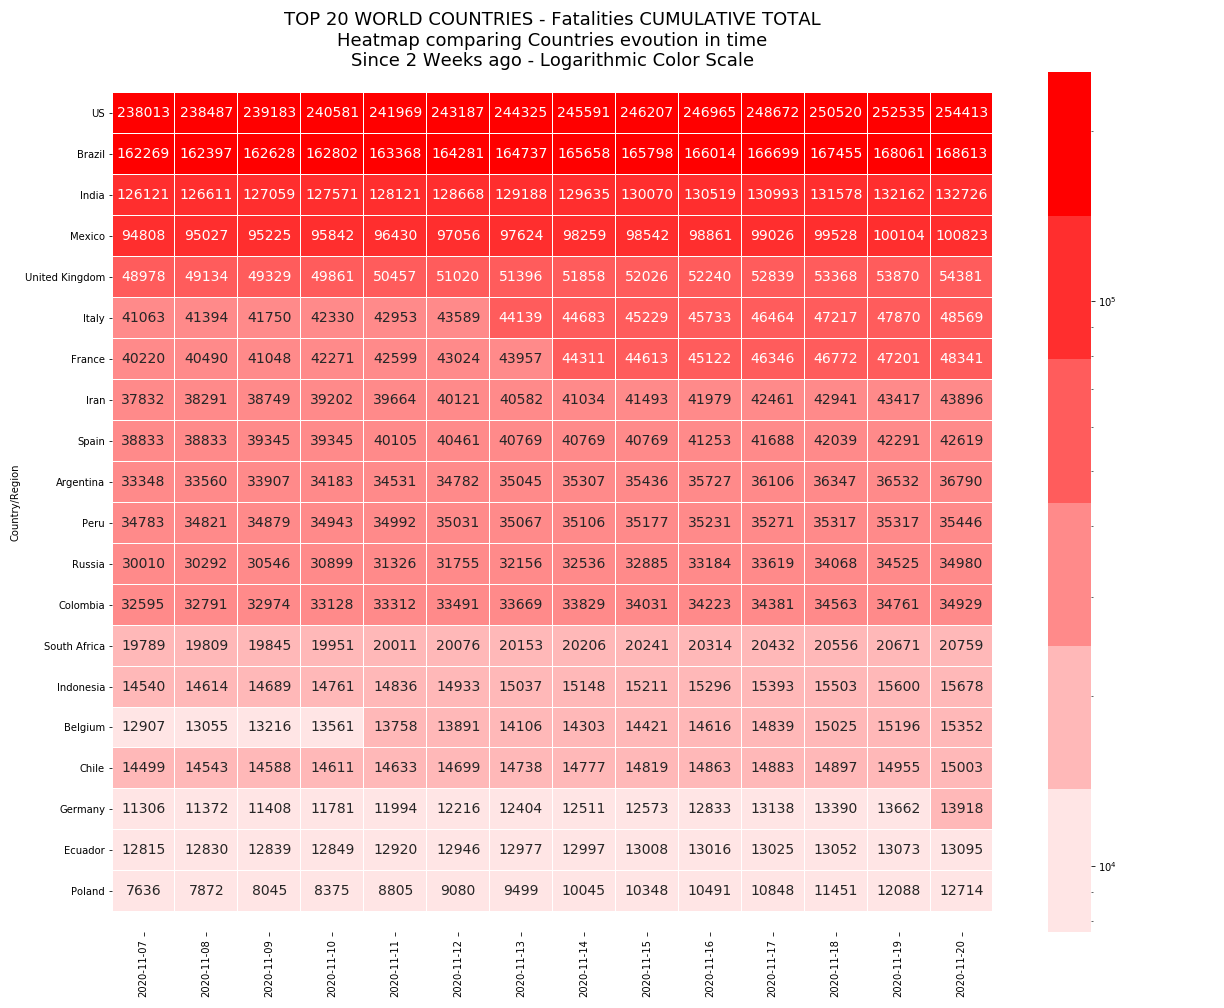 TOP 20 WORLD COUNTRIES - Fatalities CUMULATIVE TOTAL
Heatmap comparing Countries evoution in time
Since 2 Weeks ago - Logarithmic Color Scale
Country/Region
US 238013 238487 239183 240581 241969 243187 244325 245591 246207 246965 248672 250520 252535 254413
Brazil 162269 162397 162628 162802 163368 164281 164737 165658 165798 166014 166699 167455 168061 168613
India 126121 126611 127059 127571 128121 128668 129188 129635 130070 130519 130993 131578 132162 132726
Mexico 94808 95027 95225 95842 96430 97056 97624 98259 98542 98861 99026 99528 100104 100823
United Kingdom 48978 49134 49329 49861 50457 51020 51396 51858 52026 52240 52839 53368 53870 54381
Italy 41063 41394 41750 42330 42953 43589 44139 44683 45229 45733 46464 47217 47870 48569
France 40220 40490 41048 42271 42599 43024 43957 44311 44613 45122 46346 46772 47201 48341
Iran 37832 38291 38749 39202 39664 40121 40582 41034 41493 41979 42461 42941 43417 43896
Spain 38833 38833 39345 39345 40105 40461 40769 40769 40769 41253 41688 42039 42291 42619
Argentina 33348 33560 33907 34183 34531 34782 35045 35307 35436 35727 36106 36347 36532 36790
Peru 34783 34821 34879 34943 34992 35031 35067 35106 35177 35231 35271 35317 35317 35446
Russia 30010 30292 30546 30899 31326 31755 32156 32536 32885 33184 33619 34068 34525 34980
Colombia 32595 32791 32974 33128 33312 33491 33669 33829 34031 34223 34381 34563 34761 34929
South Africa 19789 19809 19845 19951 20011 20076 20153 20206 20241 20314 20432 20556 20671 20759
Indonesia 14540 14614 14689 14761 14836 14933 15037 15148 15211 15296 15393 15503 15600 15678
Belgium 12907 13055 13216 13561 13758 13891 14106 14303 14421 14616 14839 15025 15196 15352
Chile 14499 14543 14588 14611 14633 14699 14738 14777 14819 14863 14883 14897 14955 15003
Germany 11306 11372 11408 11781 11994 12216 12404 12511 12573 12833 13138 13390 13662 13918
Ecuador 12815 12830 12839 12849 12920 12946 12977 12997 13008 13016 13025 13052 13073 13095
Poland 7636 7872 8045 8375 8805 9080 9499 10045 10348 10491 10848 11451 12088 12714
2020-11-07 2020-11-08 2020-11-09 2020-11-10 2020-11-11 2020-11-12 2020-11-13 2020-11-14 2020-11-15 2020-11-16 2020-11-17 2020-11-18 2020-11-19 2020-11-20
10⁵
10⁴